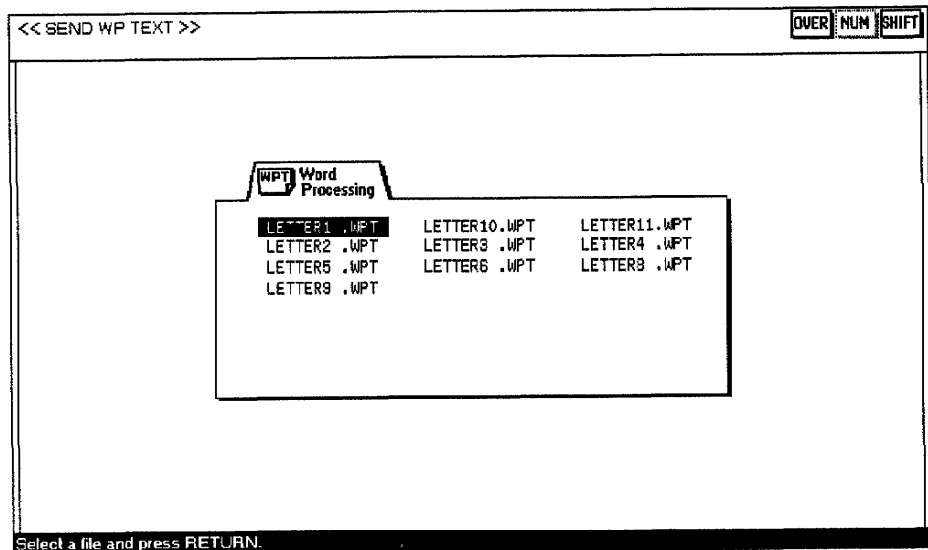 << SEND WP TEXT >>
OVER NUM SHIFT
WPT Word
Processing
LETTER1 .WPT LETTER10.WPT LETTER11.WPT
LETTER2 .WPT LETTER3 .WPT LETTER4 .WPT
LETTER5 .WPT LETTER6 .WPT LETTER8 .WPT
LETTER9 .WPT
Select a file and press RETURN.